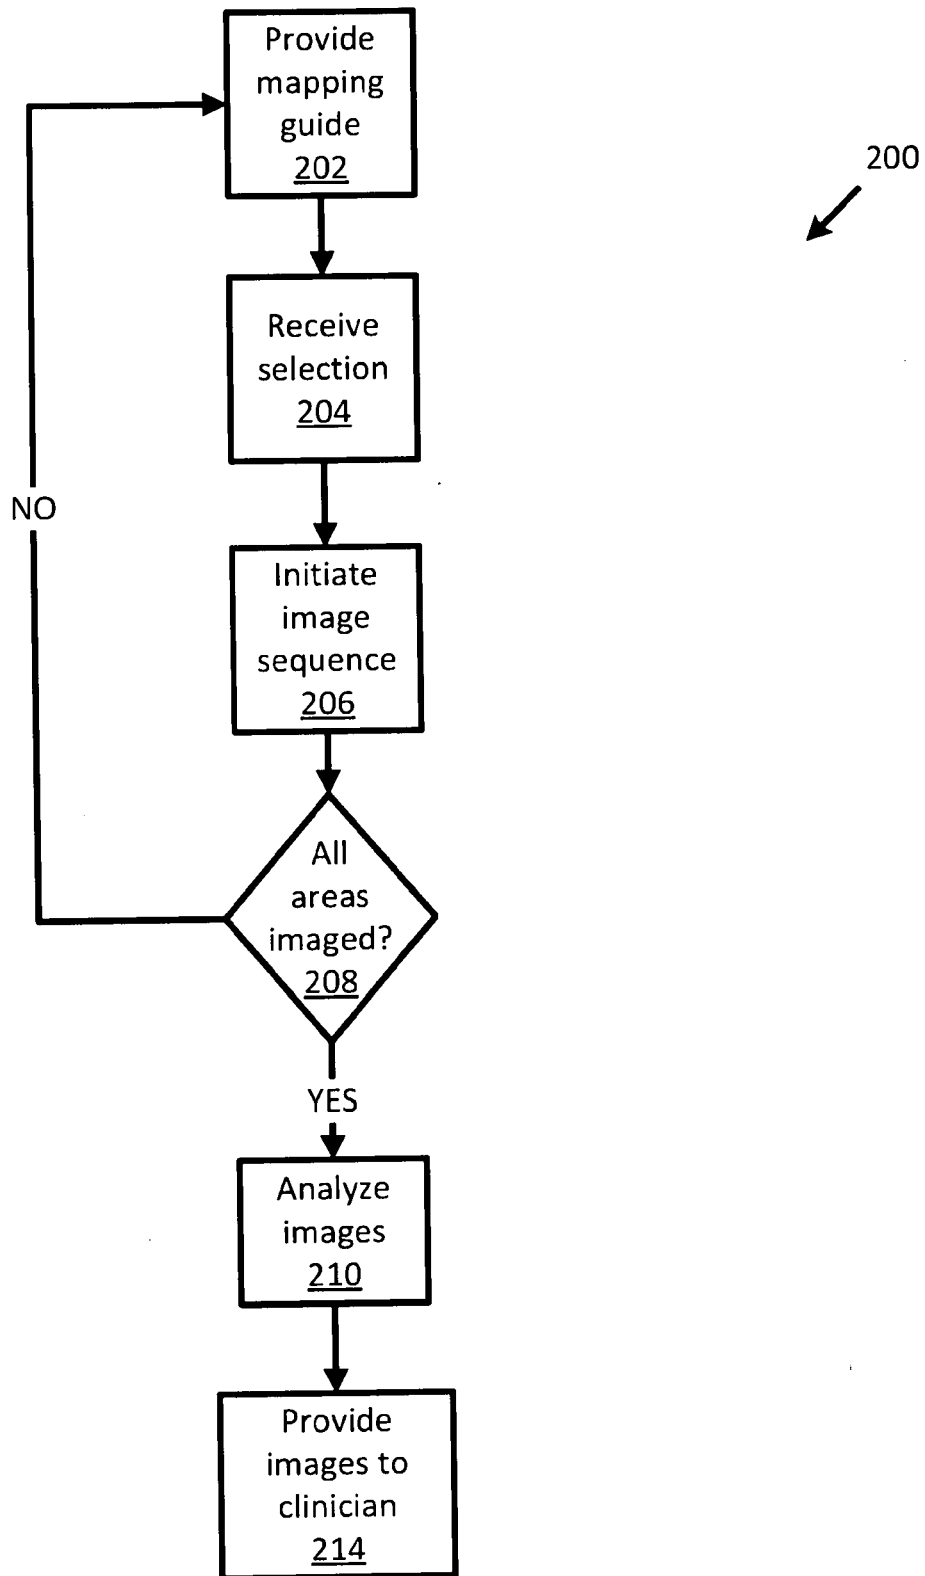 Provide
mapping
guide
202
200
Receive
selection
204
NO
Initiate
image
sequence
206
All
areas
imaged?
208
YES
Analyze
images
210
Provide
images to
clinician
214